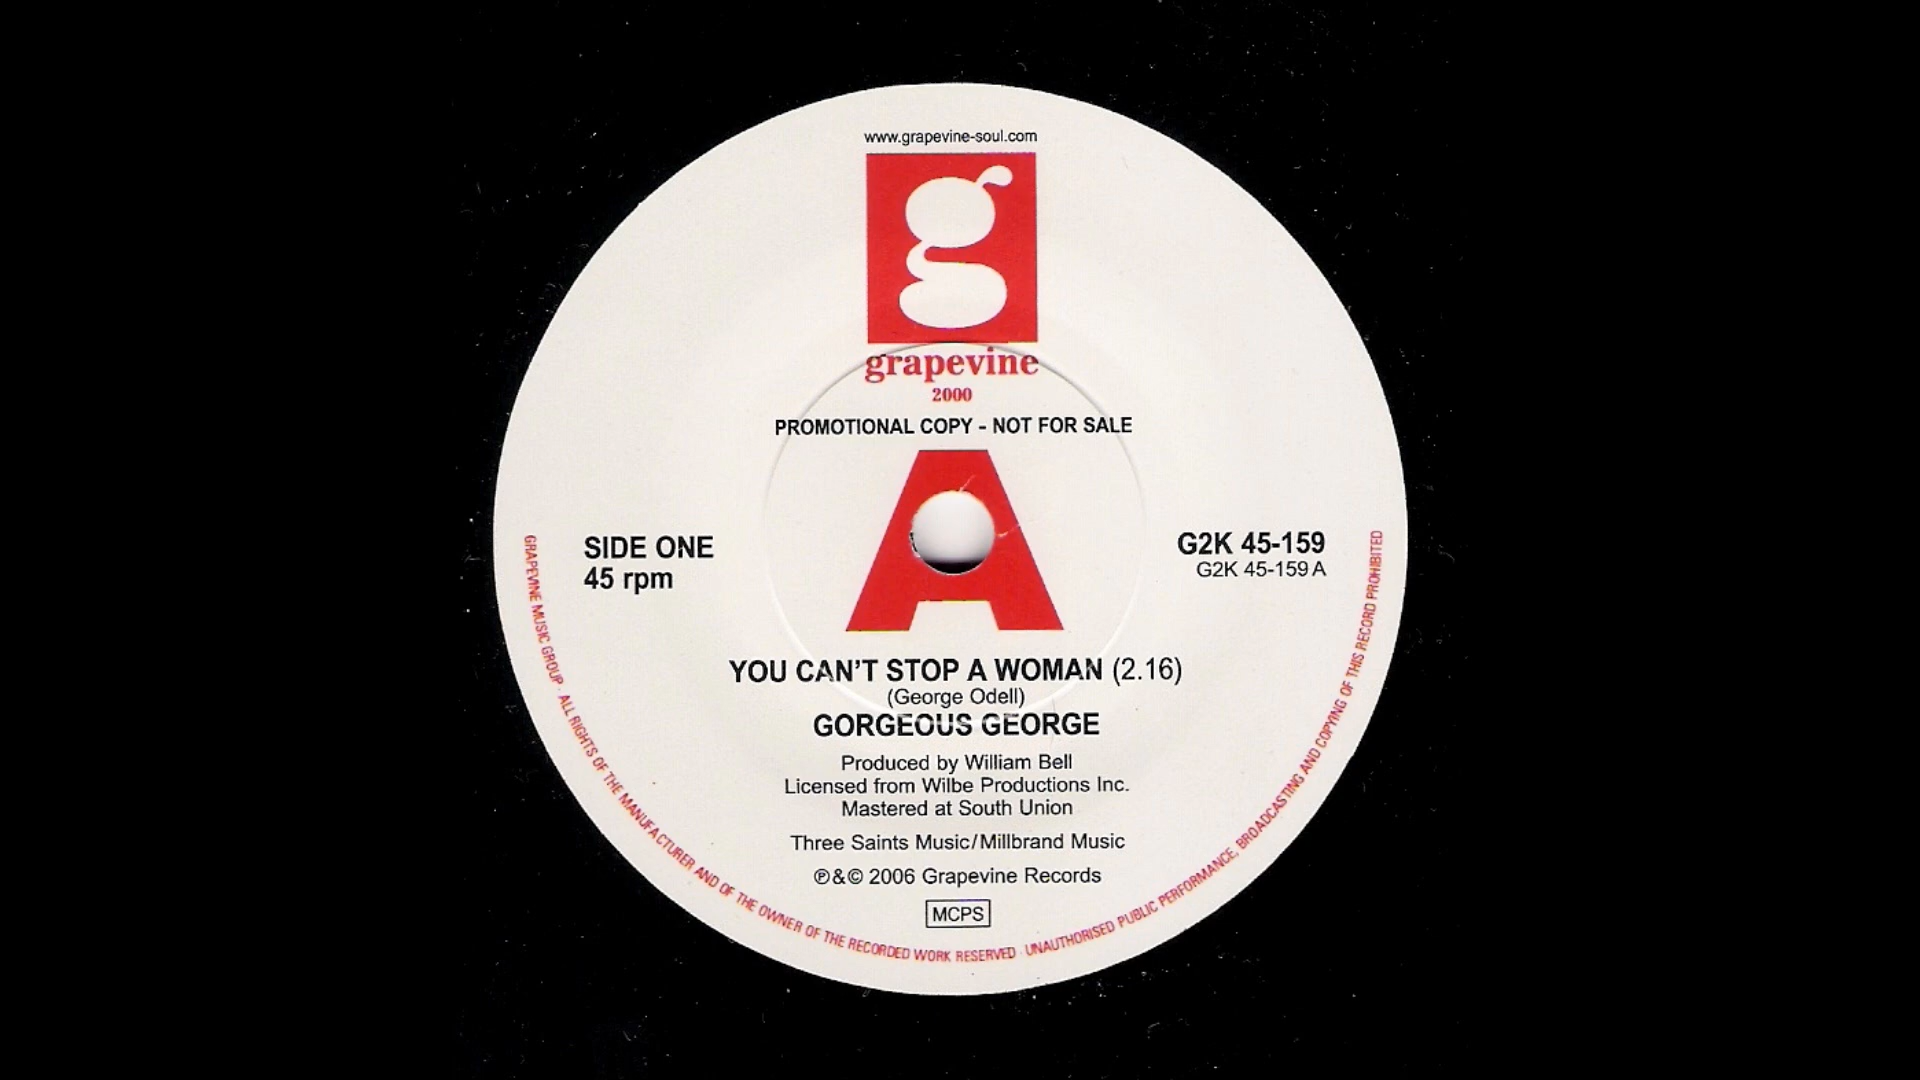 www.grapevine-soul.com
g
grapevine
2000
PROMOTIONAL COPY - NOT FOR SALE
A
SIDE ONE
45 rpm
G2K 45-159
G2K 45-159 A
YOU CAN'T STOP A WOMAN (2.16)
(George Odell)
GORGEOUS GEORGE
Produced by William Bell
Licensed from Wilbe Productions Inc.
Mastered at South Union
Three Saints Music/Millbrand Music
℗&© 2006 Grapevine Records
MCPS
GRAPEVINE MUSIC GROUP · ALL RIGHTS OF THE MANUFACTURER AND OF THE OWNER OF THE RECORDED WORK RESERVED · UNAUTHORISED PUBLIC PERFORMANCE, BROADCASTING AND COPYING OF THIS RECORD PROHIBITED